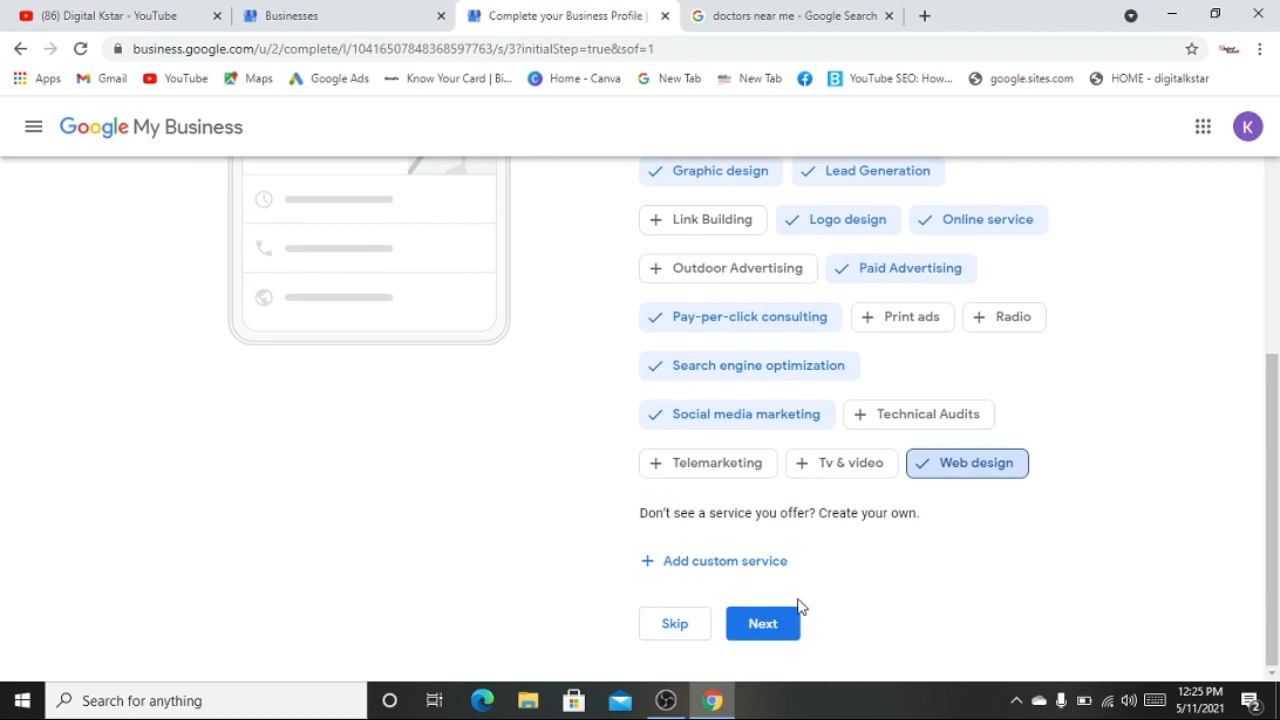 (86) Digital Kstar - YouTube
Businesses
Complete your Business Profile |
doctors near me - Google Search
business.google.com/u/2/complete/l/10416507848368597763/s/3?initialStep=true&sof=1
Apps
Gmail
YouTube
Maps
Google Ads
Know Your Card | Bi...
Home - Canva
New Tab
New Tab
YouTube SEO: How...
google.sites.com
HOME - digitalkstar
Google My Business
K
Graphic design
Lead Generation
Link Building
Logo design
Online service
Outdoor Advertising
Paid Advertising
Pay-per-click consulting
Print ads
Radio
Search engine optimization
Social media marketing
Technical Audits
Telemarketing
Tv & video
Web design
Don't see a service you offer? Create your own.
+ Add custom service
Skip
Next
Search for anything
12:25 PM
5/11/2021
2